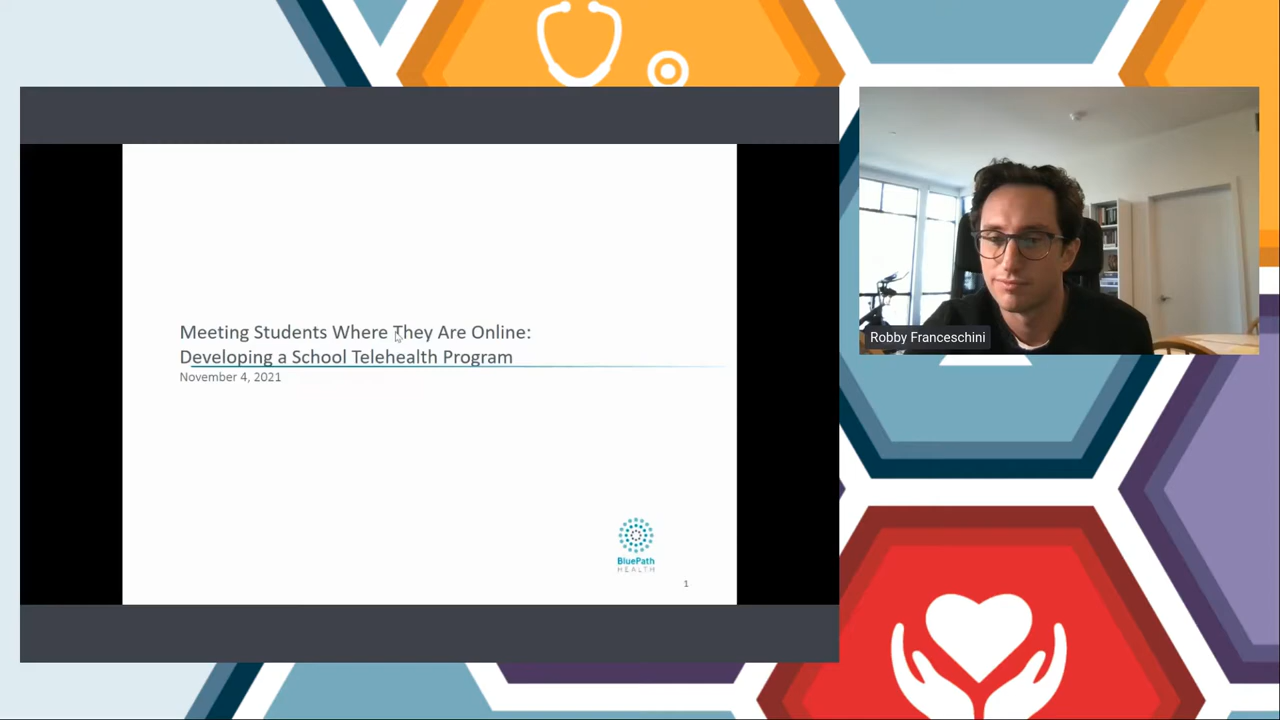 Meeting Students Where They Are Online:
Developing a School Telehealth Program
November 4, 2021
BluePath
HEALTH
1
Robby Franceschini